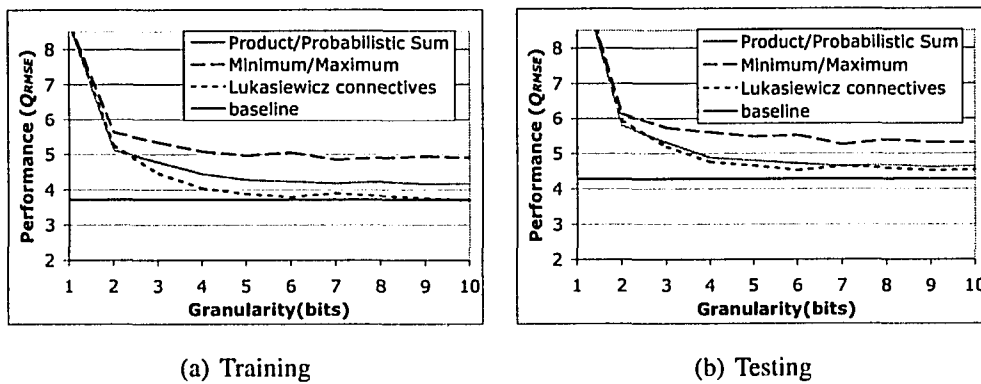 Performance (QRMSE)
8
7
6
5
4
3
2
Product/Probabilistic Sum
Minimum/Maximum
Lukasiewicz connectives
baseline
1 2 3 4 5 6 7 8 9 10
Granularity(bits)
(a) Training
Performance (QRMSE)
8
7
6
5
4
3
2
Product/Probabilistic Sum
Minimum/Maximum
Lukasiewicz connectives
baseline
1 2 3 4 5 6 7 8 9 10
Granularity(bits)
(b) Testing